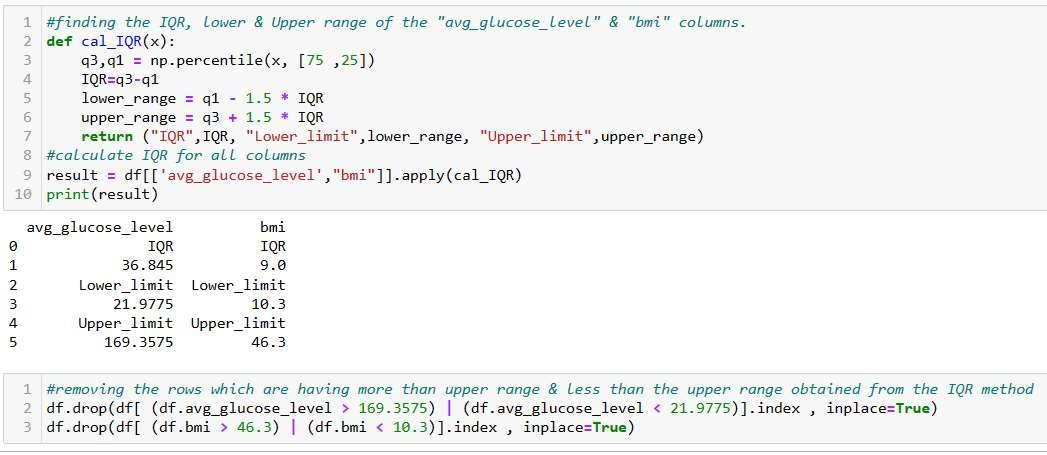 1 #finding the IQR, lower & Upper range of the "avg_glucose_level" & "bmi" columns.
2 def cal_IQR(x):
3     q3,q1 = np.percentile(x, [75 ,25])
4     IQR=q3-q1
5     lower_range = q1 - 1.5 * IQR
6     upper_range = q3 + 1.5 * IQR
7     return ("IQR",IQR, "Lower_limit",lower_range, "Upper_limit",upper_range)
8 #calculate IQR for all columns
9 result = df[['avg_glucose_level',"bmi"]].apply(cal_IQR)
10 print(result)
  avg_glucose_level          bmi
0               IQR          IQR
1            36.845          9.0
2       Lower_limit  Lower_limit
3           21.9775         10.3
4       Upper_limit  Upper_limit
5          169.3575         46.3
1 #removing the rows which are having more than upper range & less than the upper range obtained from the IQR method
2 df.drop(df[ (df.avg_glucose_level > 169.3575) | (df.avg_glucose_level < 21.9775)].index , inplace=True)
3 df.drop(df[ (df.bmi > 46.3) | (df.bmi < 10.3)].index , inplace=True)